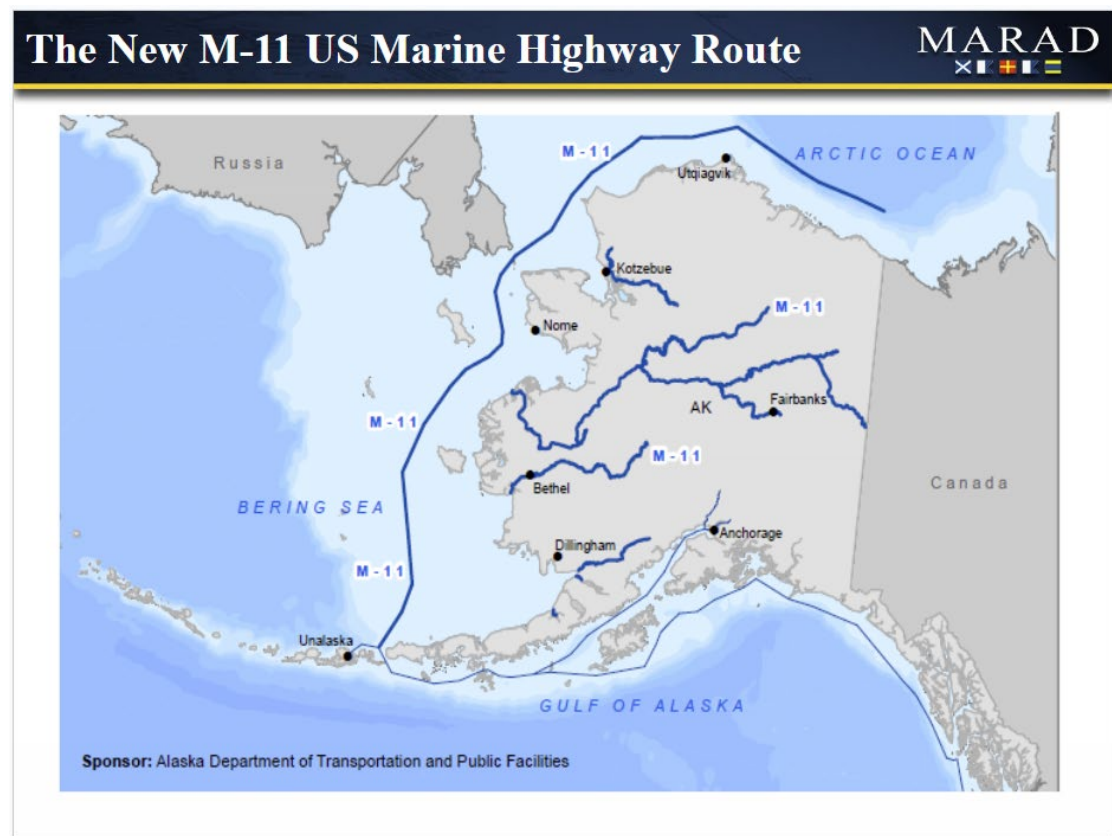 The New M-11 US Marine Highway Route
MARAD
Russia
M-11
ARCTIC OCEAN
Utqiagvik
Kotzebue
M-11
Nome
Fairbanks
AK
M-11
M-11
Canada
Bethel
BERING SEA
Anchorage
Dillingham
M-11
Unalaska
GULF OF ALASKA
Sponsor: Alaska Department of Transportation and Public Facilities